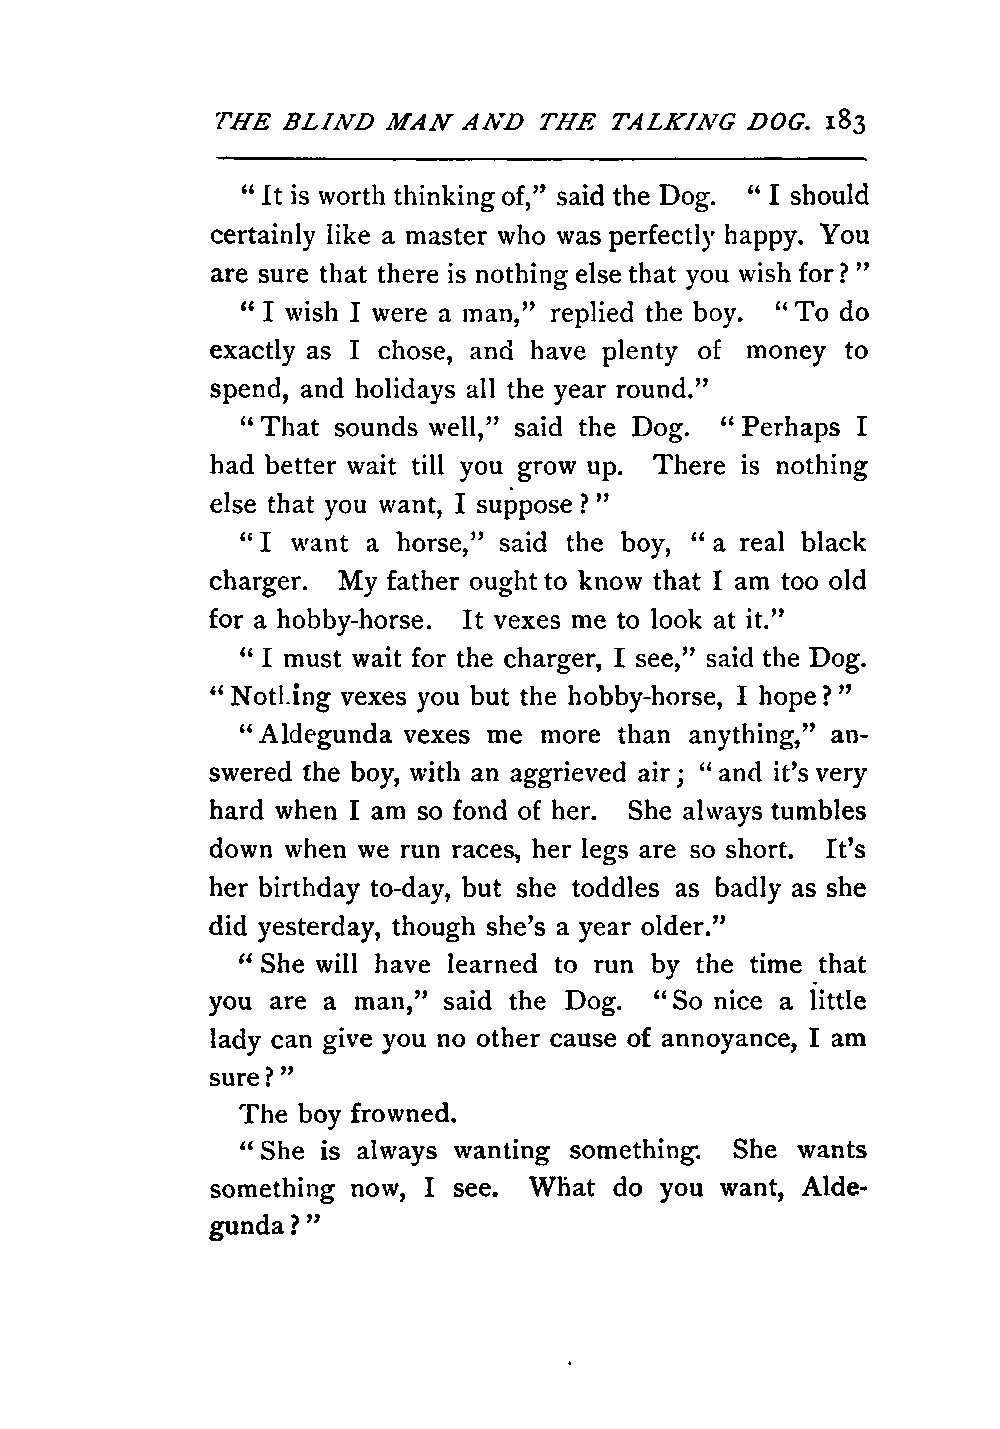 THE BLIND MAN AND THE TALKING DOG. 183
“ It is worth thinking of,” said the Dog. “ I should
certainly like a master who was perfectly happy. You
are sure that there is nothing else that you wish for ? ”
“ I wish I were a man,” replied the boy. “ To do
exactly as I chose, and have plenty of money to
spend, and holidays all the year round.”
“ That sounds well,” said the Dog. “ Perhaps I
had better wait till you grow up. There is nothing
else that you want, I suppose ? ”
“ I want a horse,” said the boy, “ a real black
charger. My father ought to know that I am too old
for a hobby-horse. It vexes me to look at it.”
“ I must wait for the charger, I see,” said the Dog.
“ Nothing vexes you but the hobby-horse, I hope ? ”
“ Aldegunda vexes me more than anything,” an-
swered the boy, with an aggrieved air ; “ and it’s very
hard when I am so fond of her. She always tumbles
down when we run races, her legs are so short. It’s
her birthday to-day, but she toddles as badly as she
did yesterday, though she’s a year older.”
“ She will have learned to run by the time that
you are a man,” said the Dog. “ So nice a little
lady can give you no other cause of annoyance, I am
sure ? ”
The boy frowned.
“ She is always wanting something. She wants
something now, I see. What do you want, Alde-
gunda ? ”